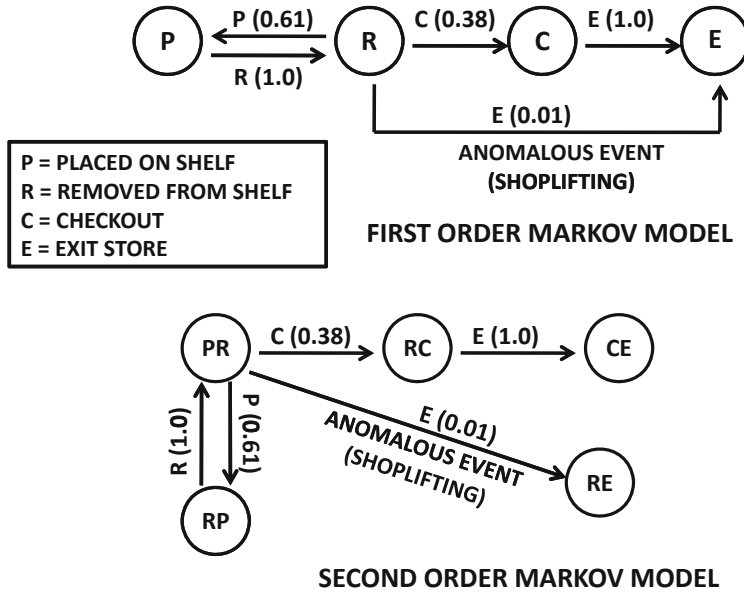 P (0.61)
C (0.38)
E (1.0)
P
R
C
E
R (1.0)
E (0.01)
ANOMALOUS EVENT
(SHOPLIFTING)
P = PLACED ON SHELF
R = REMOVED FROM SHELF
C = CHECKOUT
E = EXIT STORE
FIRST ORDER MARKOV MODEL
C (0.38)
E (1.0)
PR
RC
CE
R (1.0)
P (0.61)
E (0.01)
ANOMALOUS EVENT
(SHOPLIFTING)
RE
RP
SECOND ORDER MARKOV MODEL